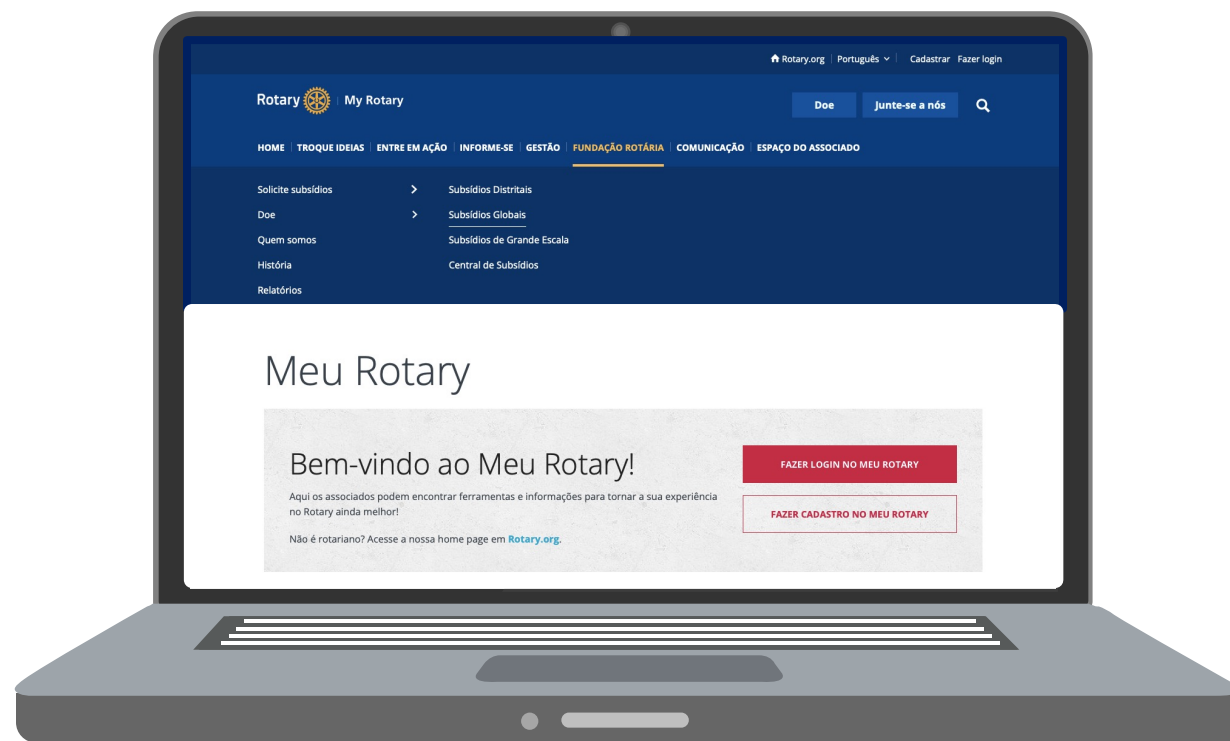 Rotary.org Português Cadastrar Fazer login
Rotary My Rotary
Doe Junte-se a nós
HOME TROQUE IDEIAS ENTRE EM AÇÃO INFORME-SE GESTÃO FUNDAÇÃO ROTÁRIA COMUNICAÇÃO ESPAÇO DO ASSOCIADO
Solicite subsídios
Doe
Quem somos
História
Relatórios
Subsídios Distritais
Subsídios Globais
Subsídios de Grande Escala
Central de Subsídios
Meu Rotary
Bem-vindo ao Meu Rotary!
Aqui os associados podem encontrar ferramentas e informações para tornar a sua experiência
no Rotary ainda melhor!
Não é rotariano? Acesse a nossa home page em Rotary.org.
FAZER LOGIN NO MEU ROTARY
FAZER CADASTRO NO MEU ROTARY